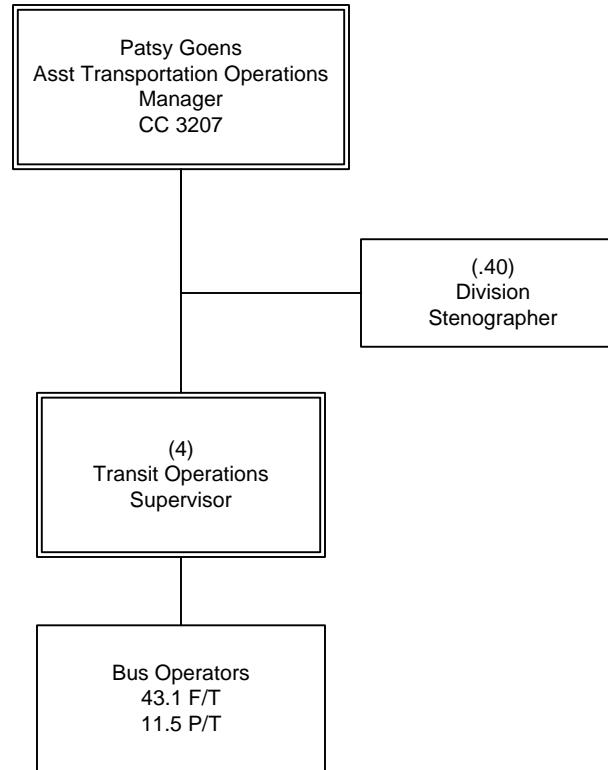 Patsy Goens
Asst Transportation Operations
Manager
CC 3207
(.40)
Division
Stenographer
(4)
Transit Operations
Supervisor
Bus Operators
43.1 F/T
11.5 P/T